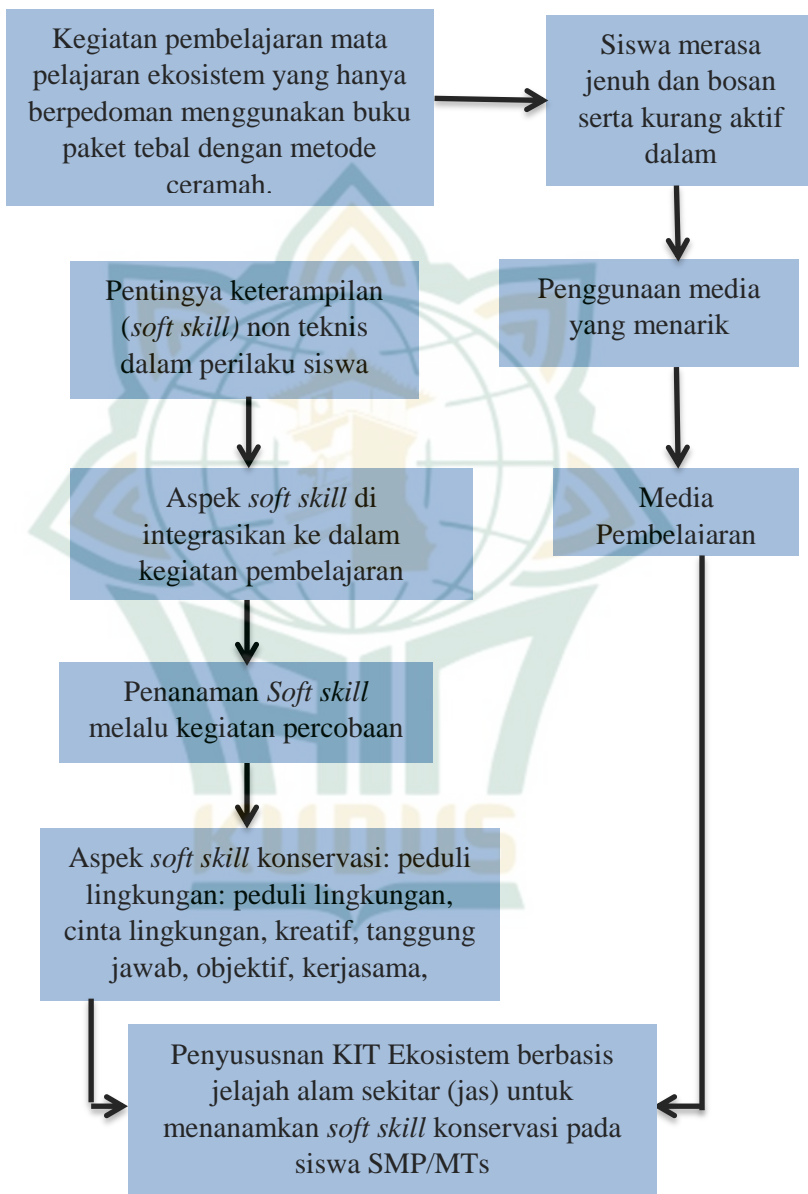 Kegiatan pembelajaran mata
pelajaran ekosistem yang hanya
berpedoman menggunakan buku
paket tebal dengan metode
ceramah.
Siswa merasa
jenuh dan bosan
serta kurang aktif
dalam
Pentingya keterampilan
(soft skill) non teknis
dalam perilaku siswa
Penggunaan media
yang menarik
Aspek soft skill di
integrasikan ke dalam
kegiatan pembelajaran
Media
Pembelajaran
Penanaman Soft skill
melalu kegiatan percobaan
Aspek soft skill konservasi: peduli
lingkungan: peduli lingkungan,
cinta lingkungan, kreatif, tanggung
jawab, objektif, kerjasama,
Penyususnan KIT Ekosistem berbasis
jelajah alam sekitar (jas) untuk
menanamkan soft skill konservasi pada
siswa SMP/MTs
IAIN
KUDUS